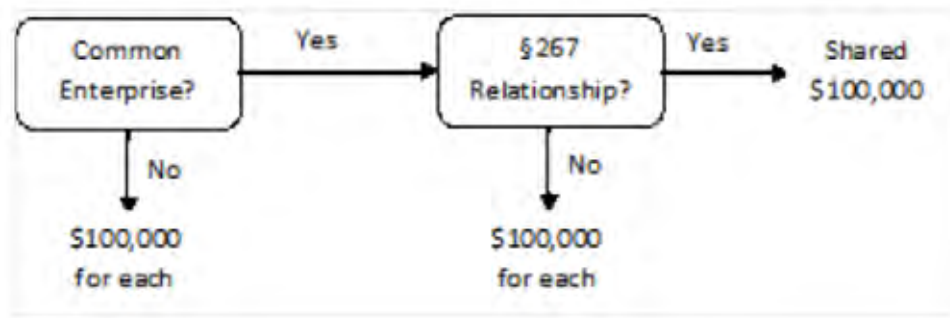 Common
Enterprise?
Yes
§267
Relationship?
Yes
Shared
$100,000
No
No
$100,000
for each
$100,000
for each